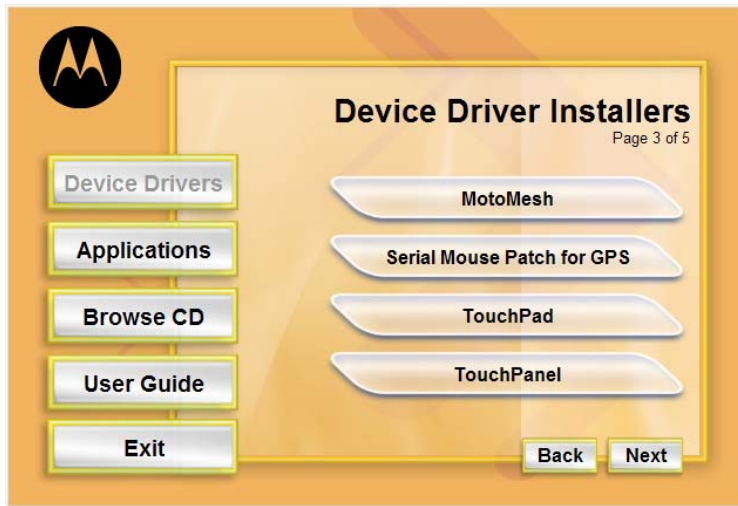 Device Driver Installers
Page 3 of 5
Device Drivers
Applications
Browse CD
User Guide
Exit
MotoMesh
Serial Mouse Patch for GPS
TouchPad
TouchPanel
Back
Next